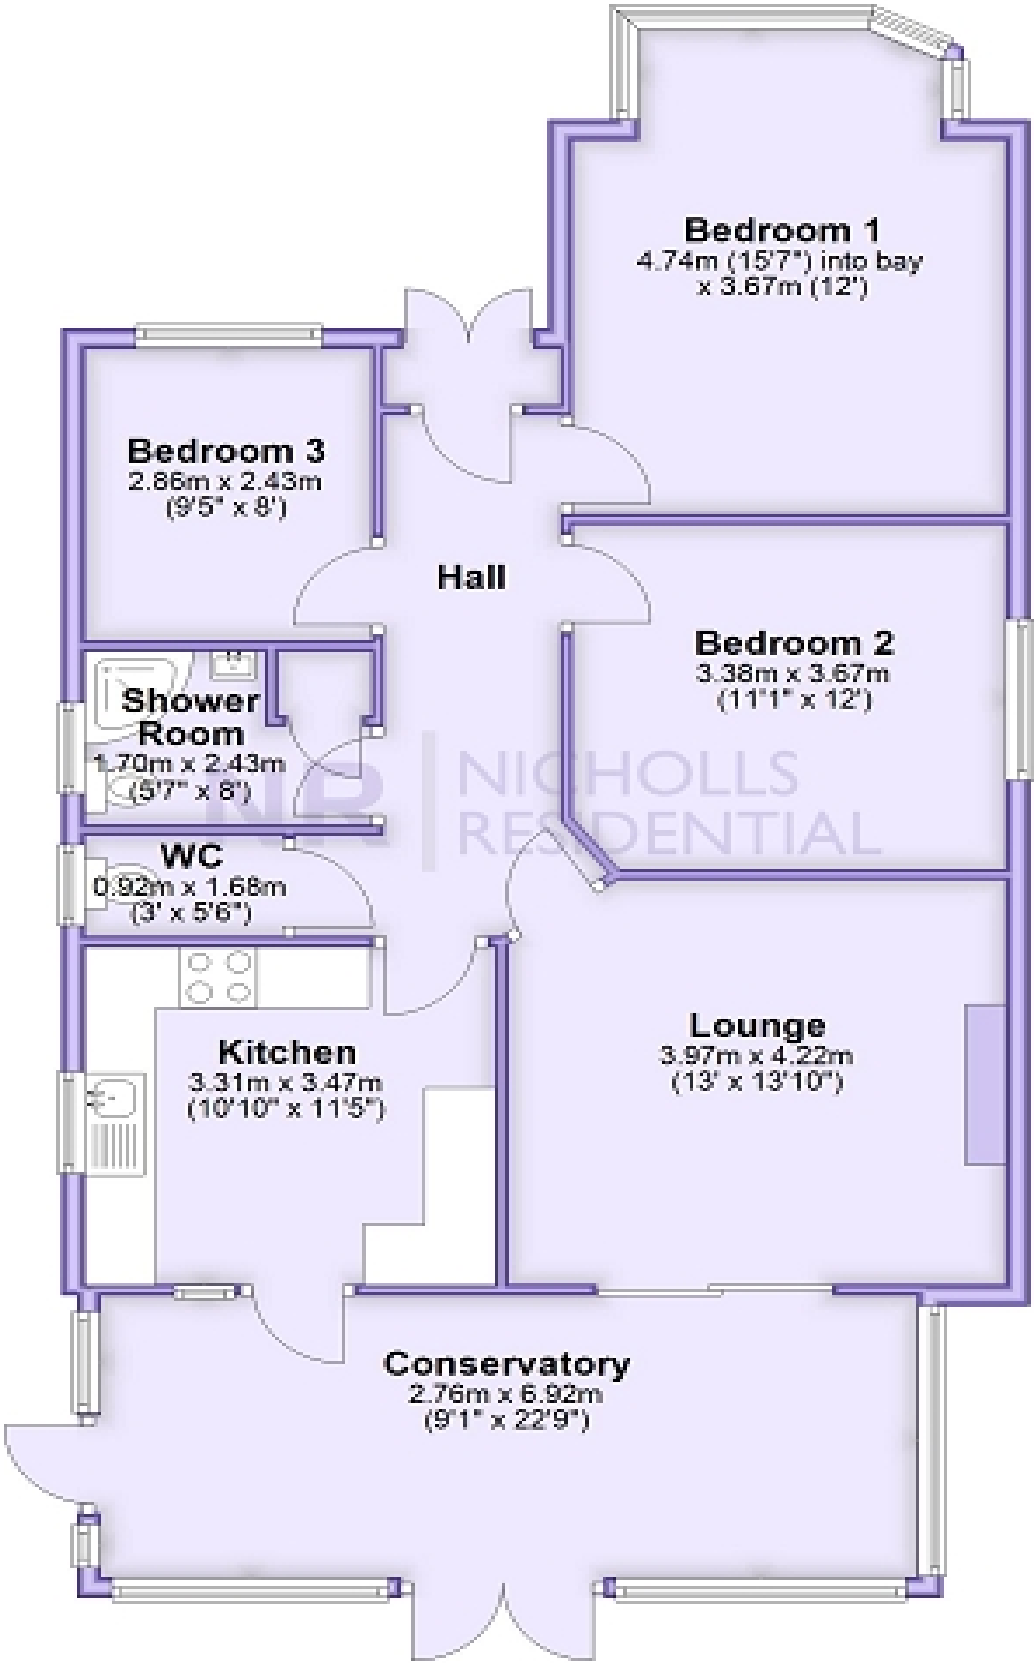 Bedroom 1
4.74m (15'7") into bay
x 3.67m (12')
Bedroom 3
2.86m x 2.43m
(9'5" x 8')
Hall
Bedroom 2
3.38m x 3.67m
(11'1" x 12')
Shower
Room
1.70m x 2.43m
(5'7" x 8')
NR NICHOLLS
RESIDENTIAL
WC
0.92m x 1.68m
(3' x 5'6")
Lounge
3.97m x 4.22m
(13' x 13'10")
Kitchen
3.31m x 3.47m
(10'10" x 11'5")
Conservatory
2.76m x 6.92m
(9'1" x 22'9")